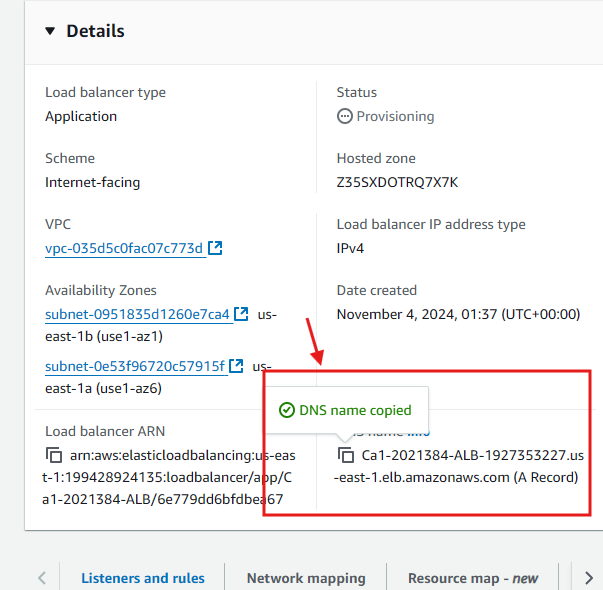 Details
Load balancer type
Application
Status
Provisioning
Scheme
Internet-facing
Hosted zone
Z35SXDOTRQ7X7K
VPC
vpc-035d5c0fac07c773d
Load balancer IP address type
IPv4
Availability Zones
subnet-0951835d1260e7ca4 us-
east-1b (use1-az1)
subnet-0e53f96720c57915f us-
east-1a (use1-az6)
Date created
November 4, 2024, 01:37 (UTC+00:00)
DNS name copied
Load balancer ARN
arn:aws:elasticloadbalancing:us-eas
t-1:199428924135:loadbalancer/app/C
a1-2021384-ALB/6e779dd6bfdbea67
name Info
Ca1-2021384-ALB-1927353227.us
-east-1.elb.amazonaws.com (A Record)
Listeners and rules
Network mapping
Resource map - new